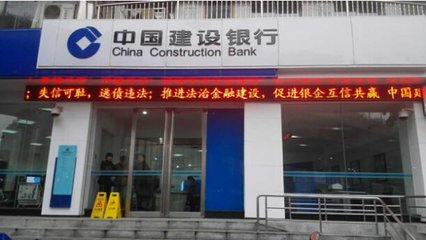 中国建设银行
China Construction Bank
；失信可耻，逃债违法；推进法治金融建设，促进银企互信共赢 中国建